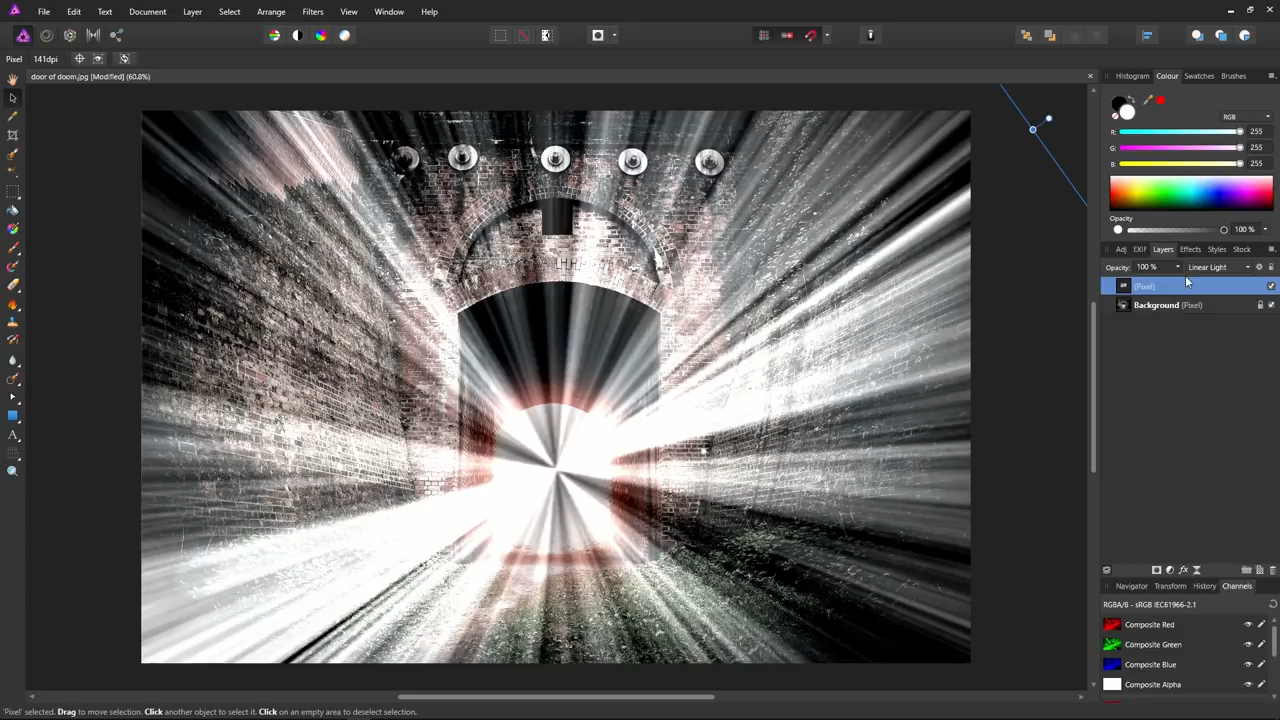 File Edit Text Document Layer Select Arrange Filters View Window Help
Pixel 141dpi
door of doom.jpg [Modified] (60.8%)
Histogram Colour Swatches Brushes
RGB
R: 255
G: 255
B: 255
Opacity
100 %
Adj EXIF Layers Effects Styles Stock
Opacity: 100 % Linear Light
(Pixel)
Background (Pixel)
Navigator Transform History Channels
RGBA/8 - sRGB IEC61966-2.1
Composite Red
Composite Green
Composite Blue
Composite Alpha
'Pixel' selected. Drag to move selection. Click another object to select it. Click on an empty area to deselect selection.